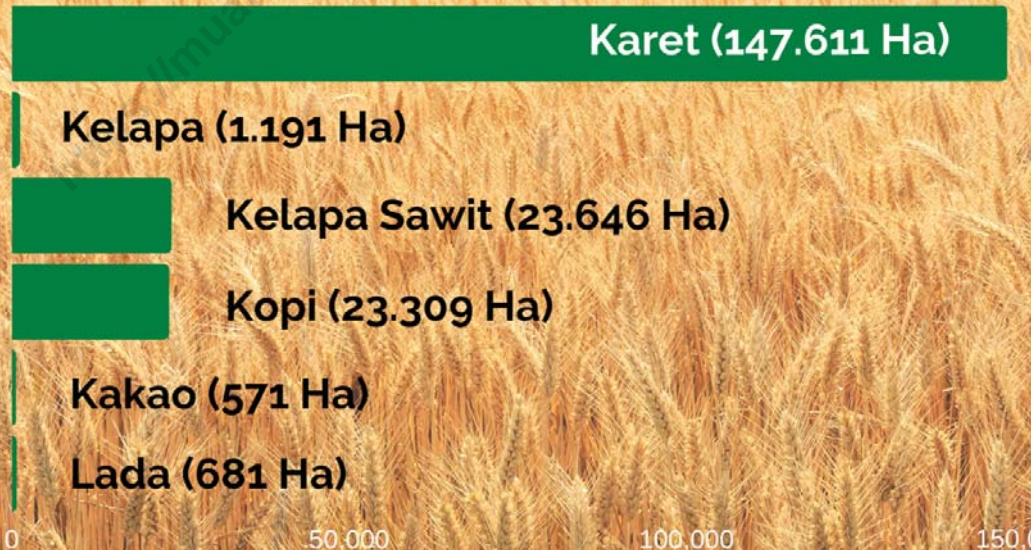 Karet (147.611 Ha)
Kelapa (1.191 Ha)
Kelapa Sawit (23.646 Ha)
Kopi (23.309 Ha)
Kakao (571 Ha)
Lada (681 Ha)
0 50,000 100,000